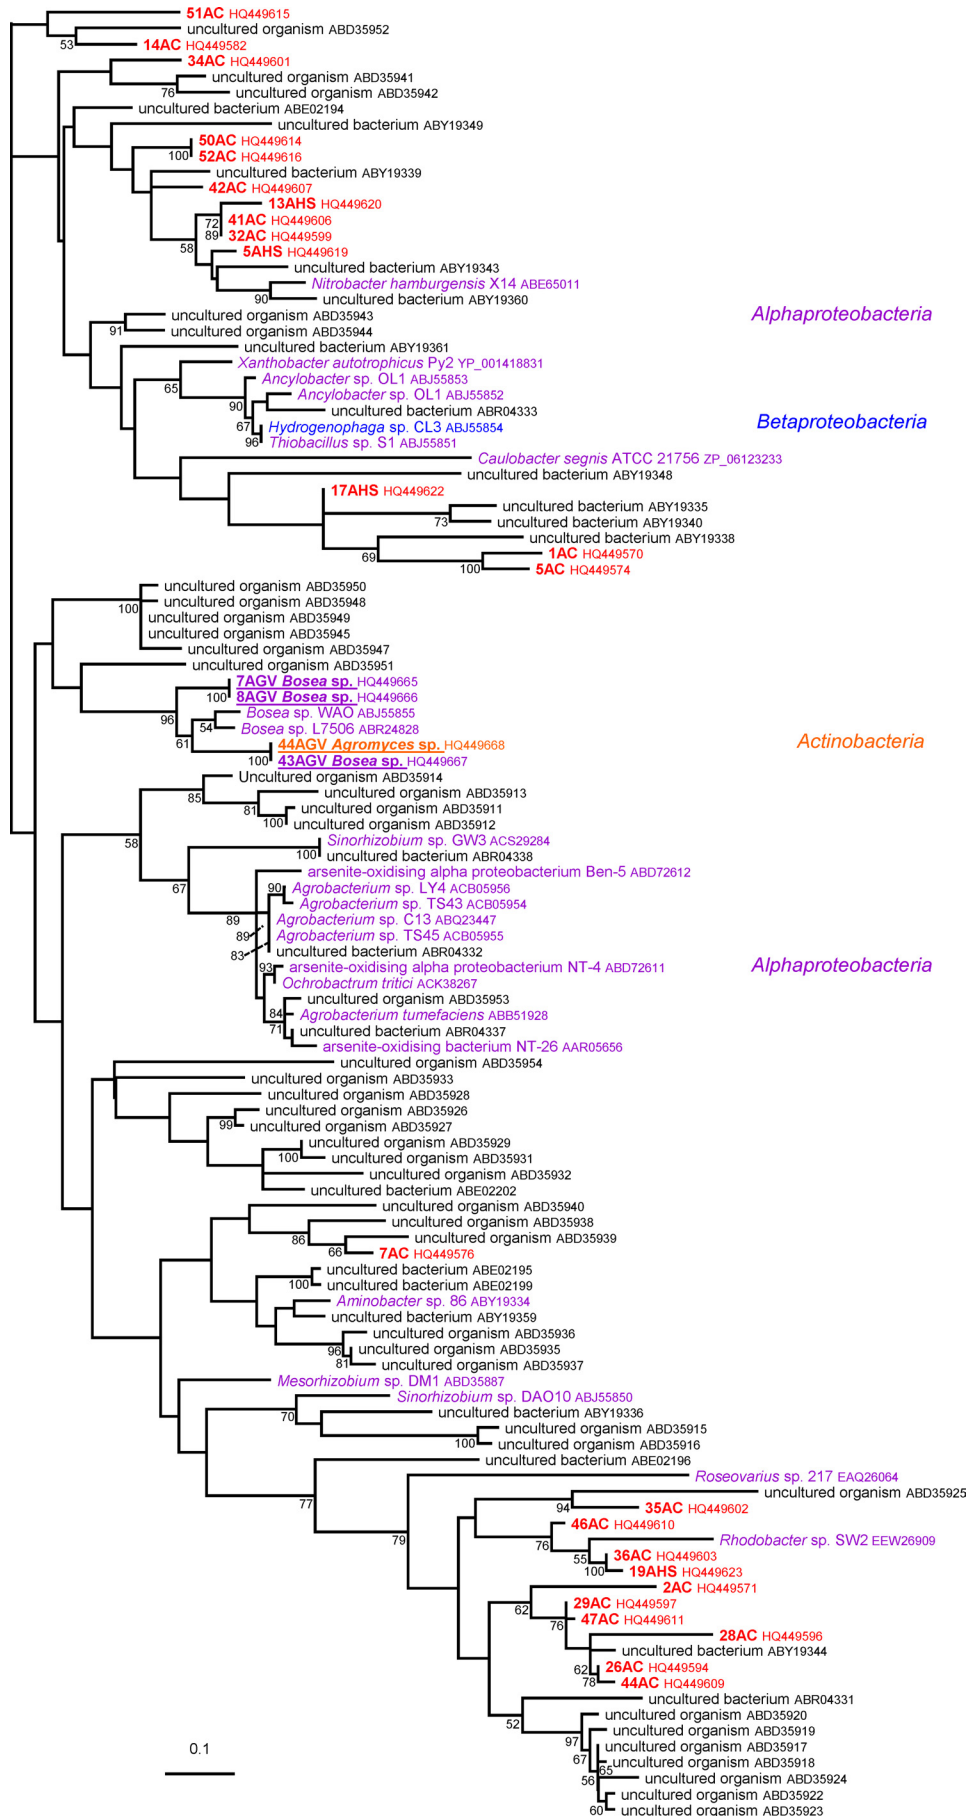 51AC HQ449615
uncultured organism ABD35952
53
14AC HQ449582
34AC HQ449601
uncultured organism ABD35941
76
uncultured organism ABD35942
uncultured bacterium ABE02194
uncultured bacterium ABY19349
50AC HQ449614
100
52AC HQ449616
uncultured bacterium ABY19339
42AC HQ449607
13AHS HQ449620
72
41AC HQ449606
89
32AC HQ449599
58
5AHS HQ449619
uncultured bacterium ABY19343
Nitrobacter hamburgensis X14 ABE65011
90
uncultured bacterium ABY19360
uncultured organism ABD35943
Alphaproteobacteria
91
uncultured organism ABD35944
uncultured bacterium ABY19361
Xanthobacter autotrophicus Py2 YP_001418831
65
Ancylobacter sp. OL1 ABJ55853
90
Ancylobacter sp. OL1 ABJ55852
uncultured bacterium ABR04333
67
Hydrogenophaga sp. CL3 ABJ55854
Betaproteobacteria
96
Thiobacillus sp. S1 ABJ55851
Caulobacter segnis ATCC 21756 ZP_06123233
uncultured bacterium ABY19348
17AHS HQ449622
uncultured bacterium ABY19335
73
uncultured bacterium ABY19340
uncultured bacterium ABY19338
69
1AC HQ449570
100
5AC HQ449574
uncultured organism ABD35950
100
uncultured organism ABD35948
uncultured organism ABD35949
uncultured organism ABD35945
uncultured organism ABD35947
uncultured organism ABD35951
7AGV Bosea sp. HQ449665
100
8AGV Bosea sp. HQ449666
96
Bosea sp. WAO ABJ55855
54
Bosea sp. L7506 ABR24828
61
44AGV Agromyces sp. HQ449668
Actinobacteria
100
43AGV Bosea sp. HQ449667
Uncultured organism ABD35914
85
uncultured organism ABD35913
81
uncultured organism ABD35911
100
uncultured organism ABD35912
58
Sinorhizobium sp. GW3 ACS29284
100
uncultured bacterium ABR04338
67
arsenite-oxidising alpha proteobacterium Ben-5 ABD72612
90
Agrobacterium sp. LY4 ACB05956
Agrobacterium sp. TS43 ACB05954
89
Agrobacterium sp. C13 ABQ23447
89
Agrobacterium sp. TS45 ACB05955
83
uncultured bacterium ABR04332
93
arsenite-oxidising alpha proteobacterium NT-4 ABD72611
Alphaproteobacteria
Ochrobactrum tritici ACK38267
uncultured organism ABD35953
84
Agrobacterium tumefaciens ABB51928
71
uncultured bacterium ABR04337
arsenite-oxidising bacterium NT-26 AAR05656
uncultured organism ABD35954
uncultured organism ABD35933
uncultured organism ABD35928
uncultured organism ABD35926
99
uncultured organism ABD35927
uncultured organism ABD35929
100
uncultured organism ABD35931
uncultured organism ABD35932
uncultured bacterium ABE02202
uncultured organism ABD35940
uncultured organism ABD35938
86
uncultured organism ABD35939
66
7AC HQ449576
uncultured bacterium ABE02195
100
uncultured bacterium ABE02199
Aminobacter sp. 86 ABY19334
uncultured bacterium ABY19359
uncultured organism ABD35936
96
uncultured organism ABD35935
81
uncultured organism ABD35937
Mesorhizobium sp. DM1 ABD35887
Sinorhizobium sp. DAO10 ABJ55850
70
uncultured bacterium ABY19336
uncultured organism ABD35915
100
uncultured organism ABD35916
uncultured bacterium ABE02196
77
Roseovarius sp. 217 EAQ26064
uncultured organism ABD35925
94
35AC HQ449602
79
46AC HQ449610
76
Rhodobacter sp. SW2 EEW26909
55
36AC HQ449603
100
19AHS HQ449623
2AC HQ449571
62
29AC HQ449597
76
47AC HQ449611
28AC HQ449596
uncultured bacterium ABY19344
62
26AC HQ449594
78
44AC HQ449609
uncultured bacterium ABR04331
52
uncultured organism ABD35920
97
uncultured organism ABD35919
67
uncultured organism ABD35917
uncultured organism ABD35918
65
56
uncultured organism ABD35924
uncultured organism ABD35922
60
uncultured organism ABD35923
0.1